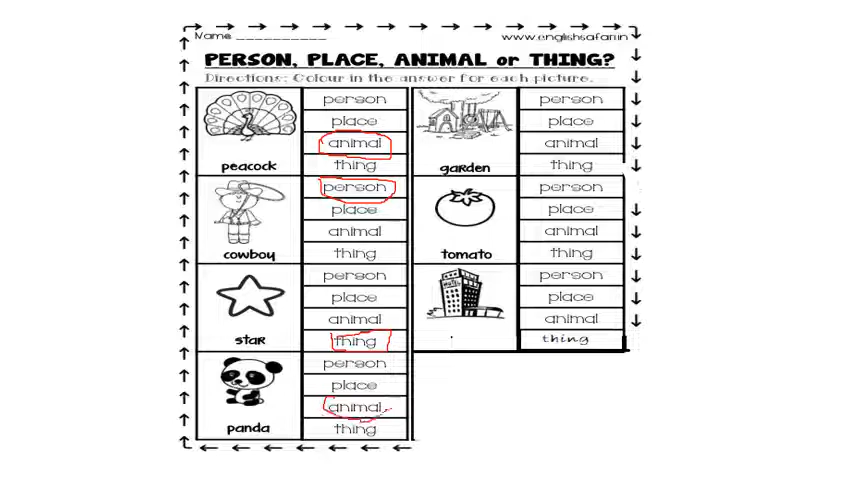 Name __________ www.englishsafari.in
PERSON, PLACE, ANIMAL or THING?
Directions: Colour in the answer for each picture.
person
place
animal
thing
peacock
person
place
animal
thing
cowboy
person
place
animal
thing
star
person
place
animal
thing
panda
person
place
animal
thing
garden
person
place
animal
thing
tomato
HOTEL
person
place
animal
thing